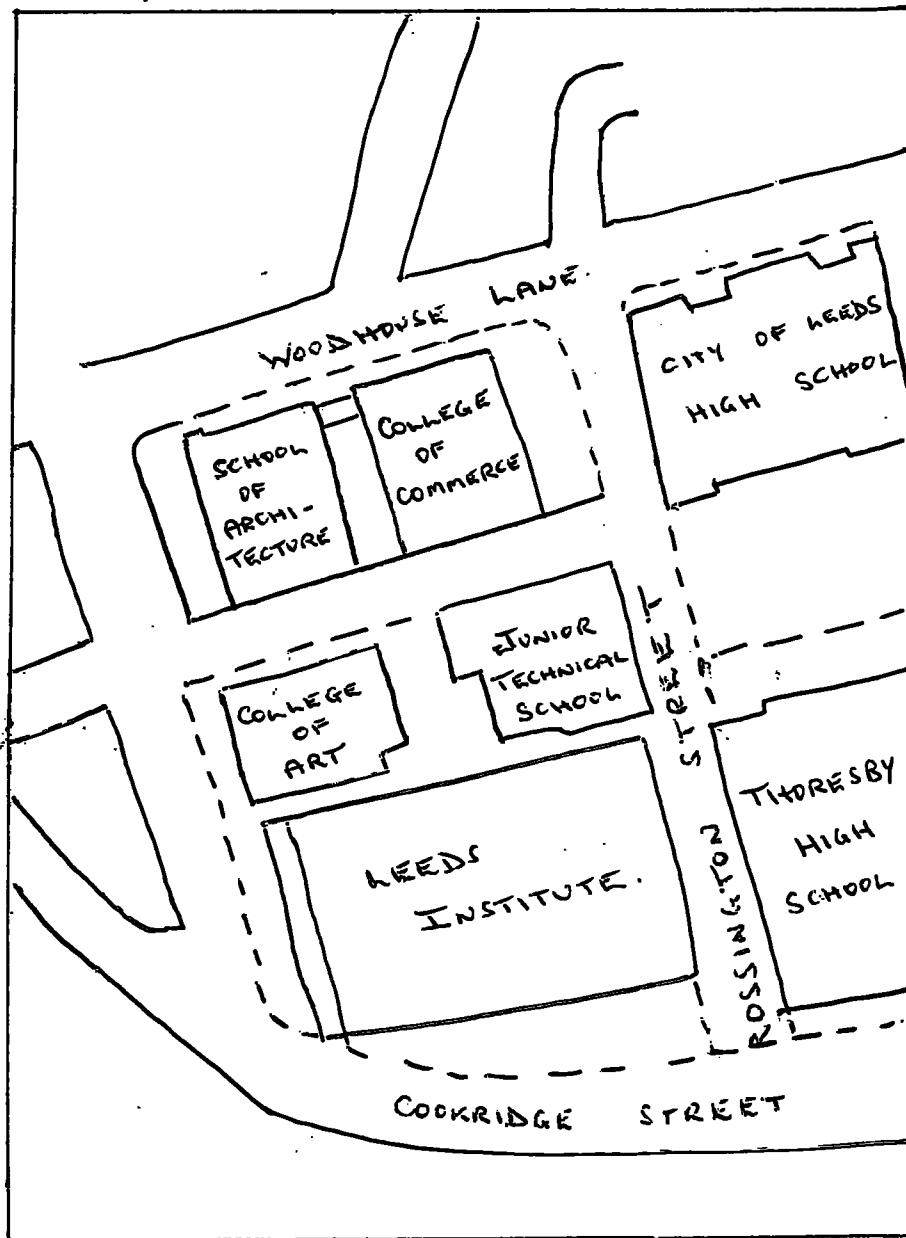 WOODHOUSE LANE.
CITY OF LEEDS
HIGH SCHOOL
SCHOOL
OF
ARCHI-
TECTURE
COLLEGE
OF
COMMERCE
JUNIOR
TECHNICAL
SCHOOL
COLLEGE
OF
ART
LEEDS
INSTITUTE.
ROSSINGTON STREET
THORESBY
HIGH
SCHOOL
COOKRIDGE STREET